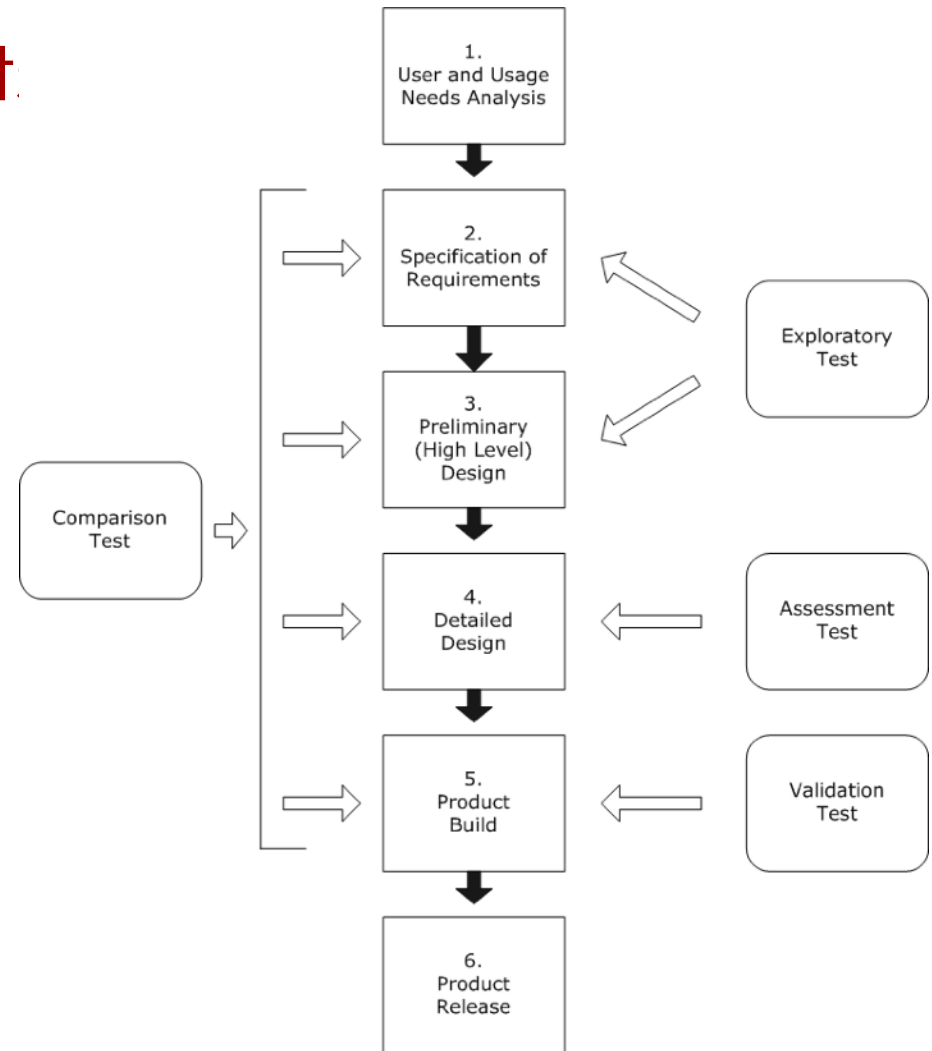 1.
User and Usage
Needs Analysis
2.
Specification of
Requirements
Exploratory
Test
3.
Preliminary
(High Level)
Design
Comparison
Test
4.
Detailed
Design
Assessment
Test
5.
Product
Build
Validation
Test
6.
Product
Release